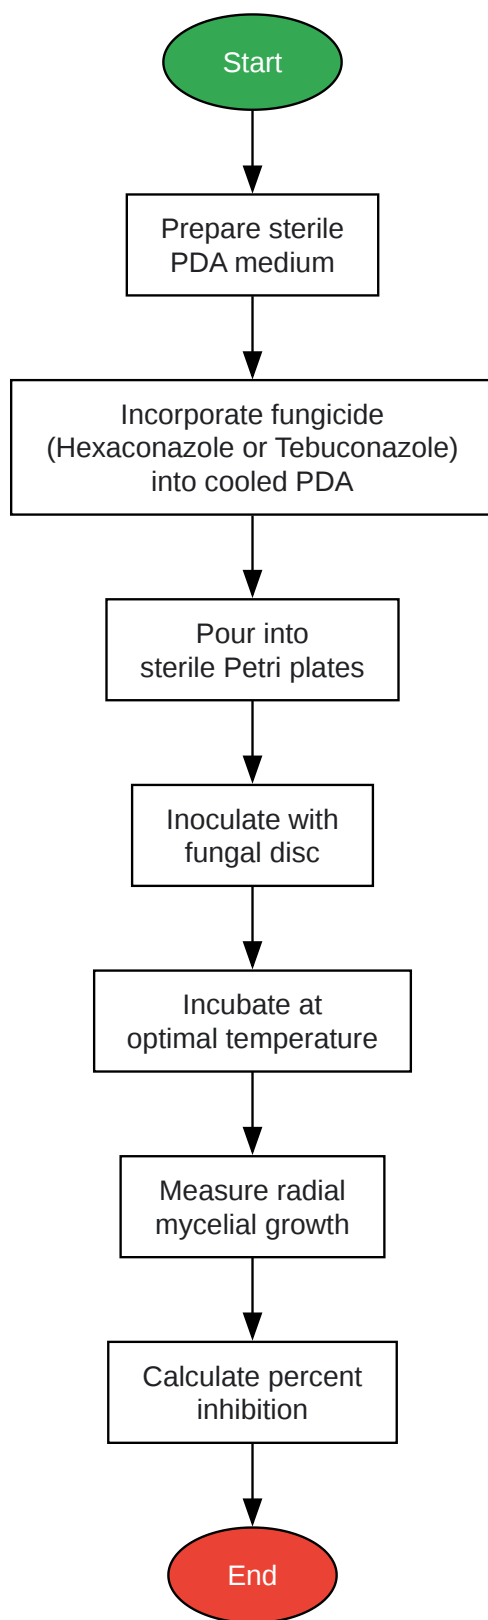 Start
Prepare sterile
PDA medium
Incorporate fungicide
(Hexaconazole or Tebuconazole)
into cooled PDA
Pour into
sterile Petri plates
Inoculate with
fungal disc
Incubate at
optimal temperature
Measure radial
mycelial growth
Calculate percent
inhibition
End